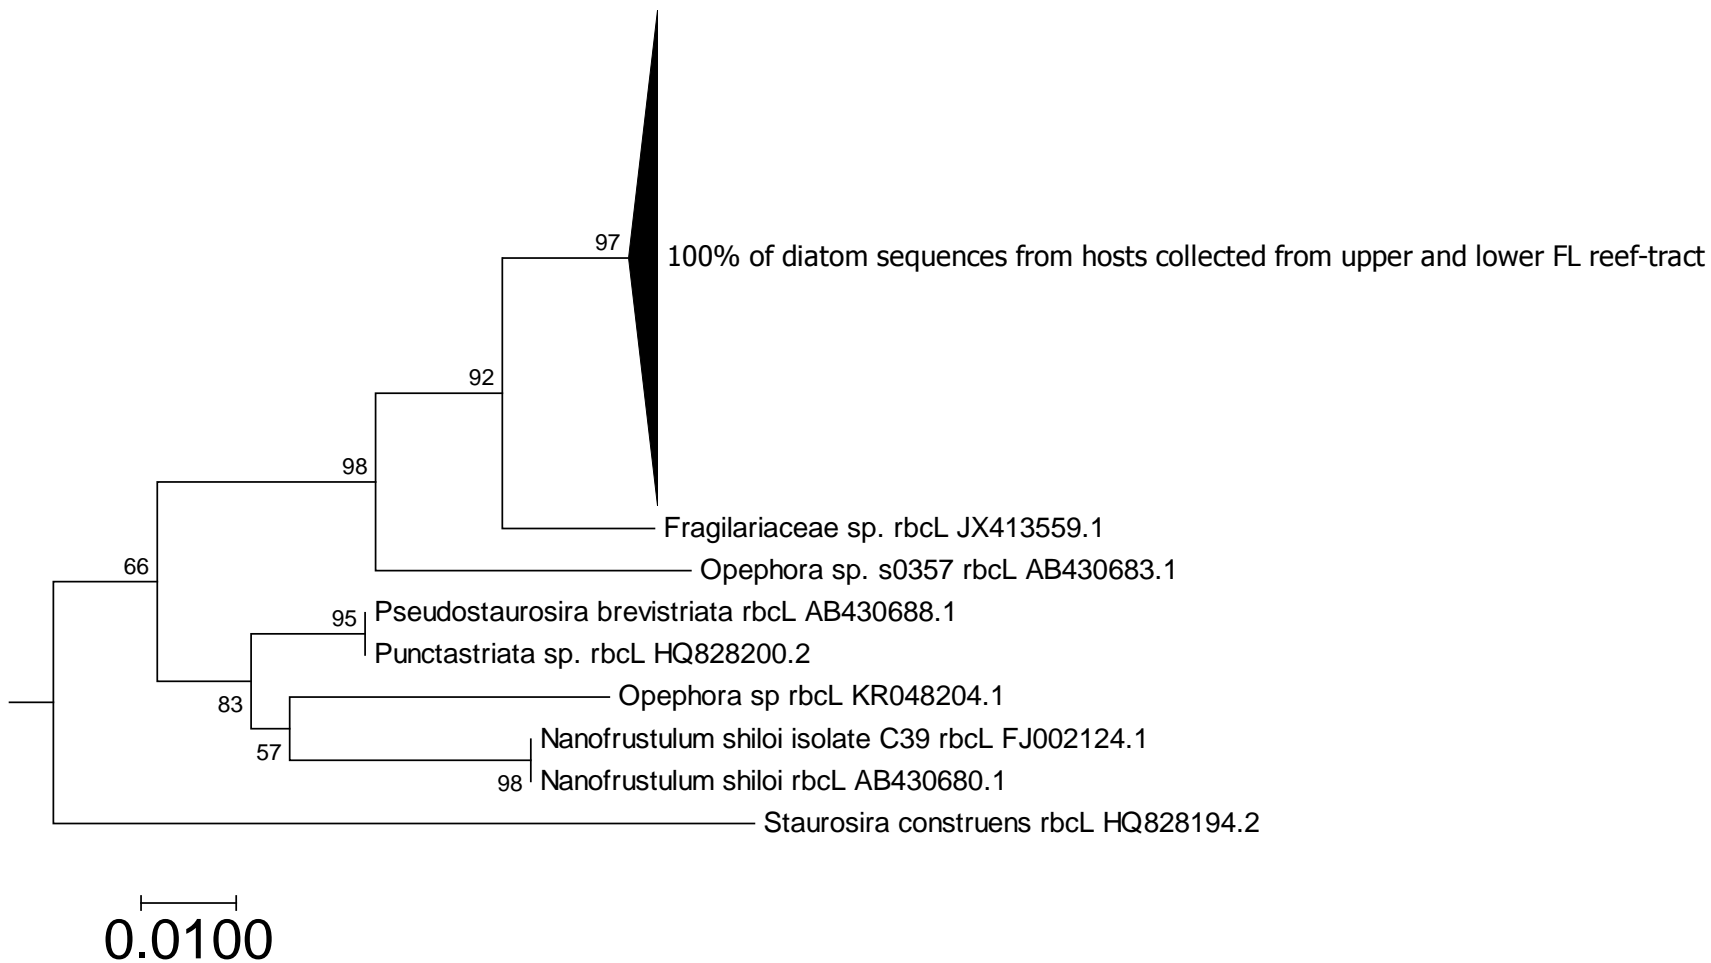 97
100% of diatom sequences from hosts collected from upper and lower FL reef-tract
92
98
Fragilariaceae sp. rbcL JX413559.1
66
Opephora sp. s0357 rbcL AB430683.1
95
Pseudostaurosira brevistriata rbcL AB430688.1
Punctastriata sp. rbcL HQ828200.2
83
Opephora sp rbcL KR048204.1
57
Nanofrustulum shiloi isolate C39 rbcL FJ002124.1
98
Nanofrustulum shiloi rbcL AB430680.1
Staurosira construens rbcL HQ828194.2
0.0100